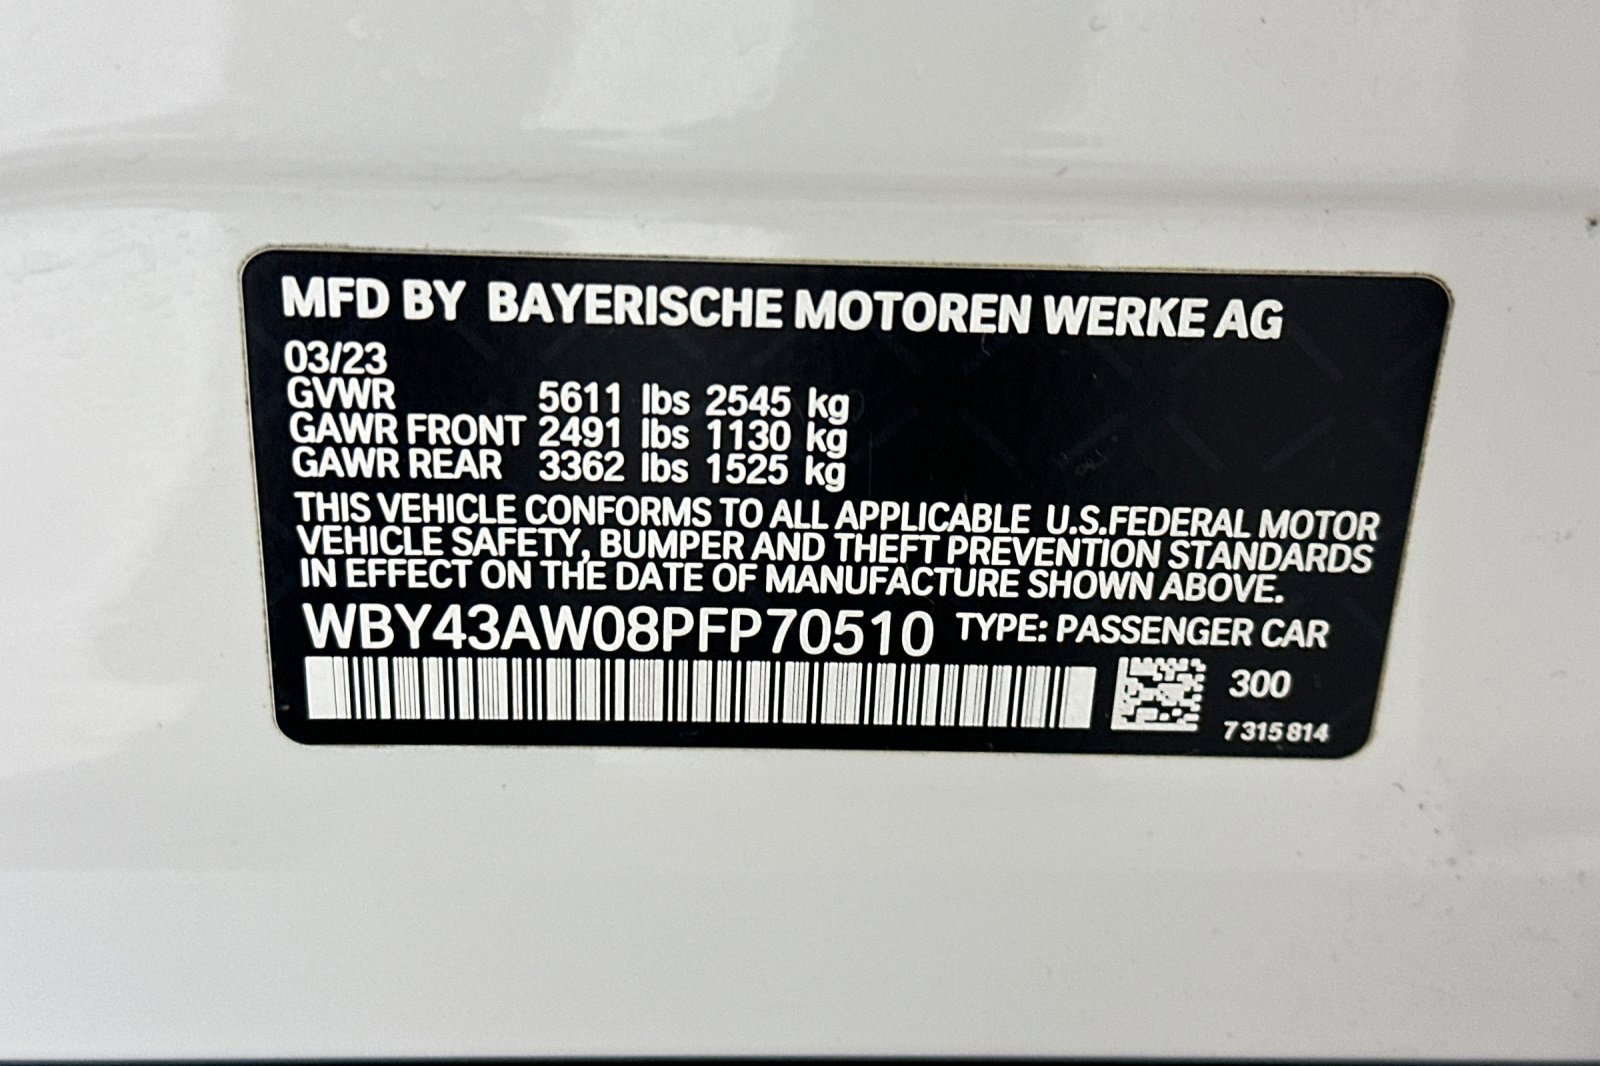 MFD BY BAYERISCHE MOTOREN WERKE AG
03/23
GVWR 5611 lbs 2545 kg
GAWR FRONT 2491 lbs 1130 kg
GAWR REAR 3362 lbs 1525 kg
THIS VEHICLE CONFORMS TO ALL APPLICABLE U.S.FEDERAL MOTOR
VEHICLE SAFETY, BUMPER AND THEFT PREVENTION STANDARDS
IN EFFECT ON THE DATE OF MANUFACTURE SHOWN ABOVE.
WBY43AW08PFP70510 TYPE: PASSENGER CAR
300
7 315 814